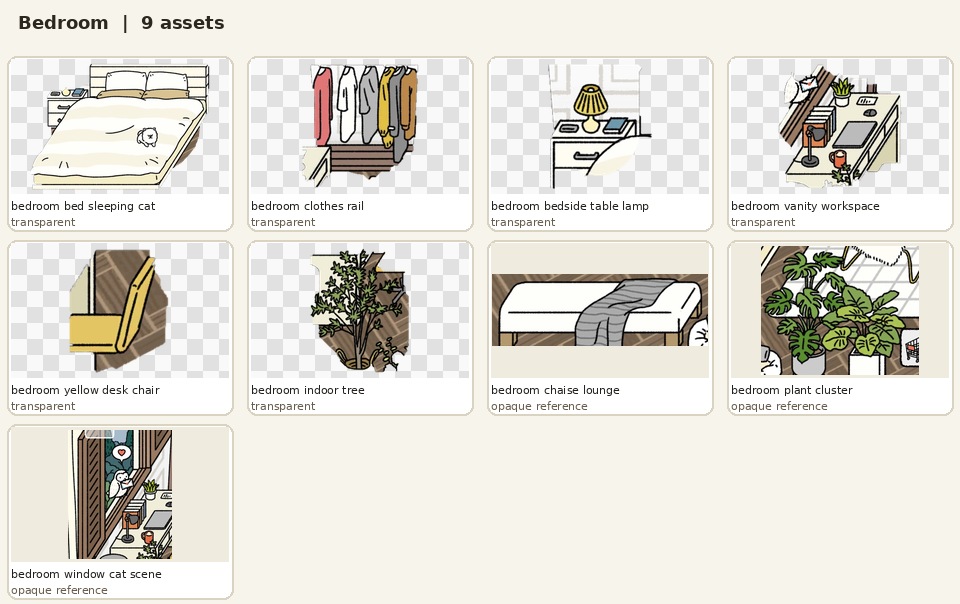 Bedroom | 9 assets
bedroom bed sleeping cat
transparent
bedroom clothes rail
transparent
bedroom bedside table lamp
transparent
bedroom vanity workspace
transparent
bedroom yellow desk chair
transparent
bedroom indoor tree
transparent
bedroom chaise lounge
opaque reference
bedroom plant cluster
opaque reference
bedroom window cat scene
opaque reference